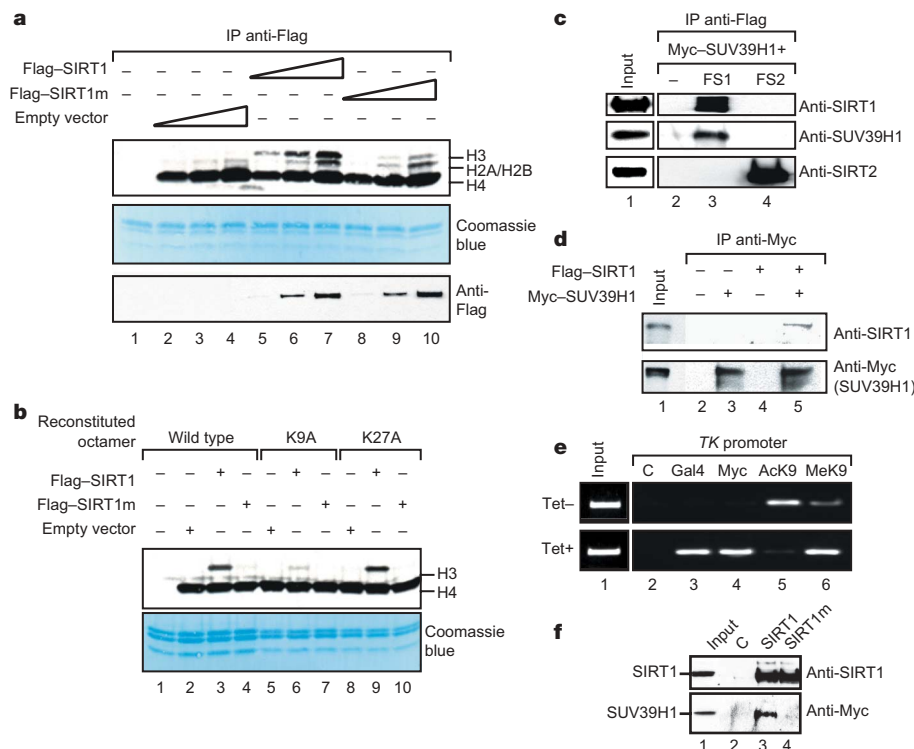 a
IP anti-Flag
Flag–SIRT1 – – – – – – –
Flag–SIRT1m – – – – – – –
Empty vector – – – – – – –
H3
H2A/H2B
H4
Coomassie
blue
Anti-
Flag
1 2 3 4 5 6 7 8 9 10
b
Reconstituted
octamer
Wild type K9A K27A
Flag–SIRT1 – – + – – + – – + –
Flag–SIRT1m – – – + – – + – – +
Empty vector – + – – + – – + – –
H3
H4
Coomassie
blue
1 2 3 4 5 6 7 8 9 10
c
IP anti-Flag
Myc–SUV39H1+
Input – FS1 FS2
Anti-SIRT1
Anti-SUV39H1
Anti-SIRT2
1 2 3 4
d
IP anti-Myc
Flag–SIRT1 – – + +
Myc–SUV39H1 – + – +
Input
Anti-SIRT1
Anti-Myc
(SUV39H1)
1 2 3 4 5
e
TK promoter
Input C Gal4 Myc AcK9 MeK9
Tet–
Tet+
1 2 3 4 5 6
f
Input C SIRT1 SIRT1m
SIRT1 Anti-SIRT1
SUV39H1 Anti-Myc
1 2 3 4